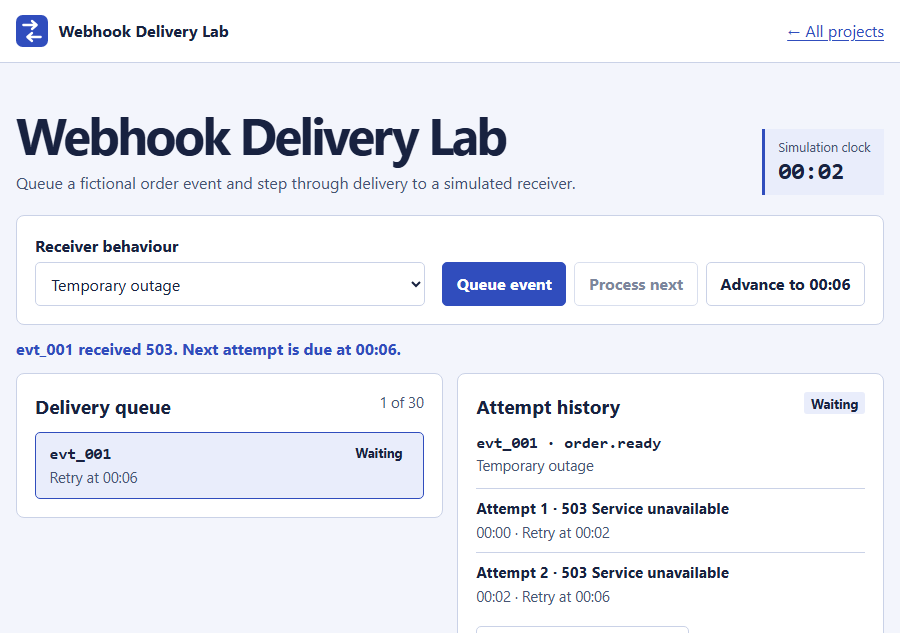 Webhook Delivery Lab
← All projects
Webhook Delivery Lab
Queue a fictional order event and step through delivery to a simulated receiver.
Simulation clock
00:02
Receiver behaviour
Temporary outage
Queue event
Process next
Advance to 00:06
evt_001 received 503. Next attempt is due at 00:06.
Delivery queue
1 of 30
evt_001
Waiting
Retry at 00:06
Attempt history
Waiting
evt_001 · order.ready
Temporary outage
Attempt 1 · 503 Service unavailable
00:00 · Retry at 00:02
Attempt 2 · 503 Service unavailable
00:02 · Retry at 00:06